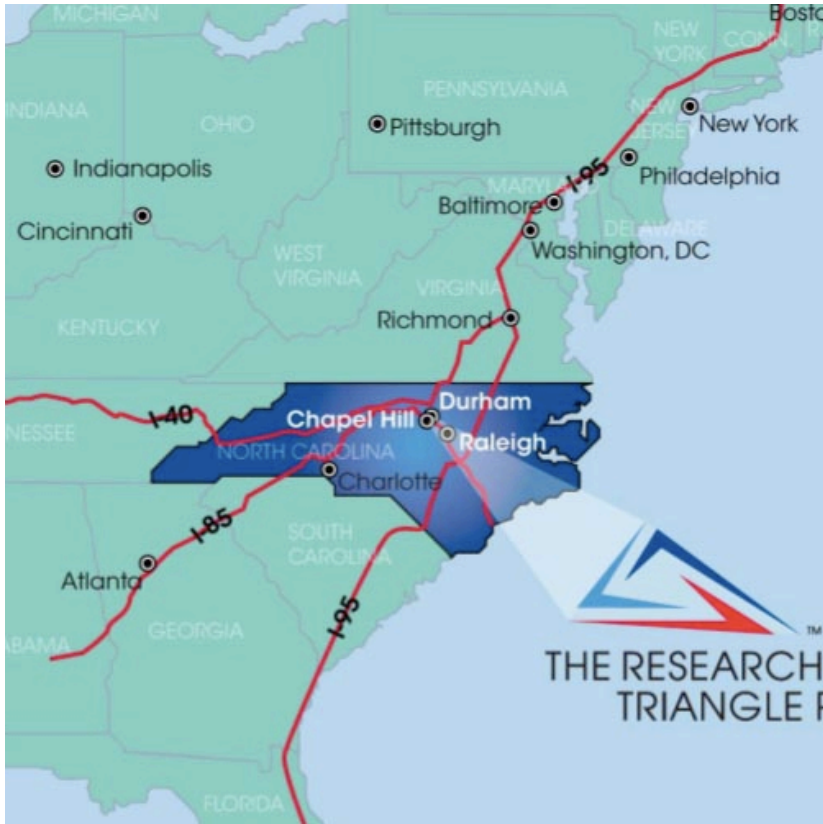 MICHIGAN
Bosto
NEW
YORK
CONN.
R
INDIANA
OHIO
PENNSYLVANIA
Pittsburgh
NEW
JERSEY
New York
Indianapolis
I-95
Philadelphia
MARYLAND
Baltimore
Cincinnati
DELAWARE
WEST
VIRGINIA
Washington, DC
VIRGINIA
KENTUCKY
Richmond
I-40
Durham
Chapel Hill
NNESSEE
Raleigh
NORTH CAROLINA
Charlotte
I-85
SOUTH
CAROLINA
Atlanta
I-95
ABAMA
GEORGIA
TM
THE RESEARCH
TRIANGLE P
FLORIDA